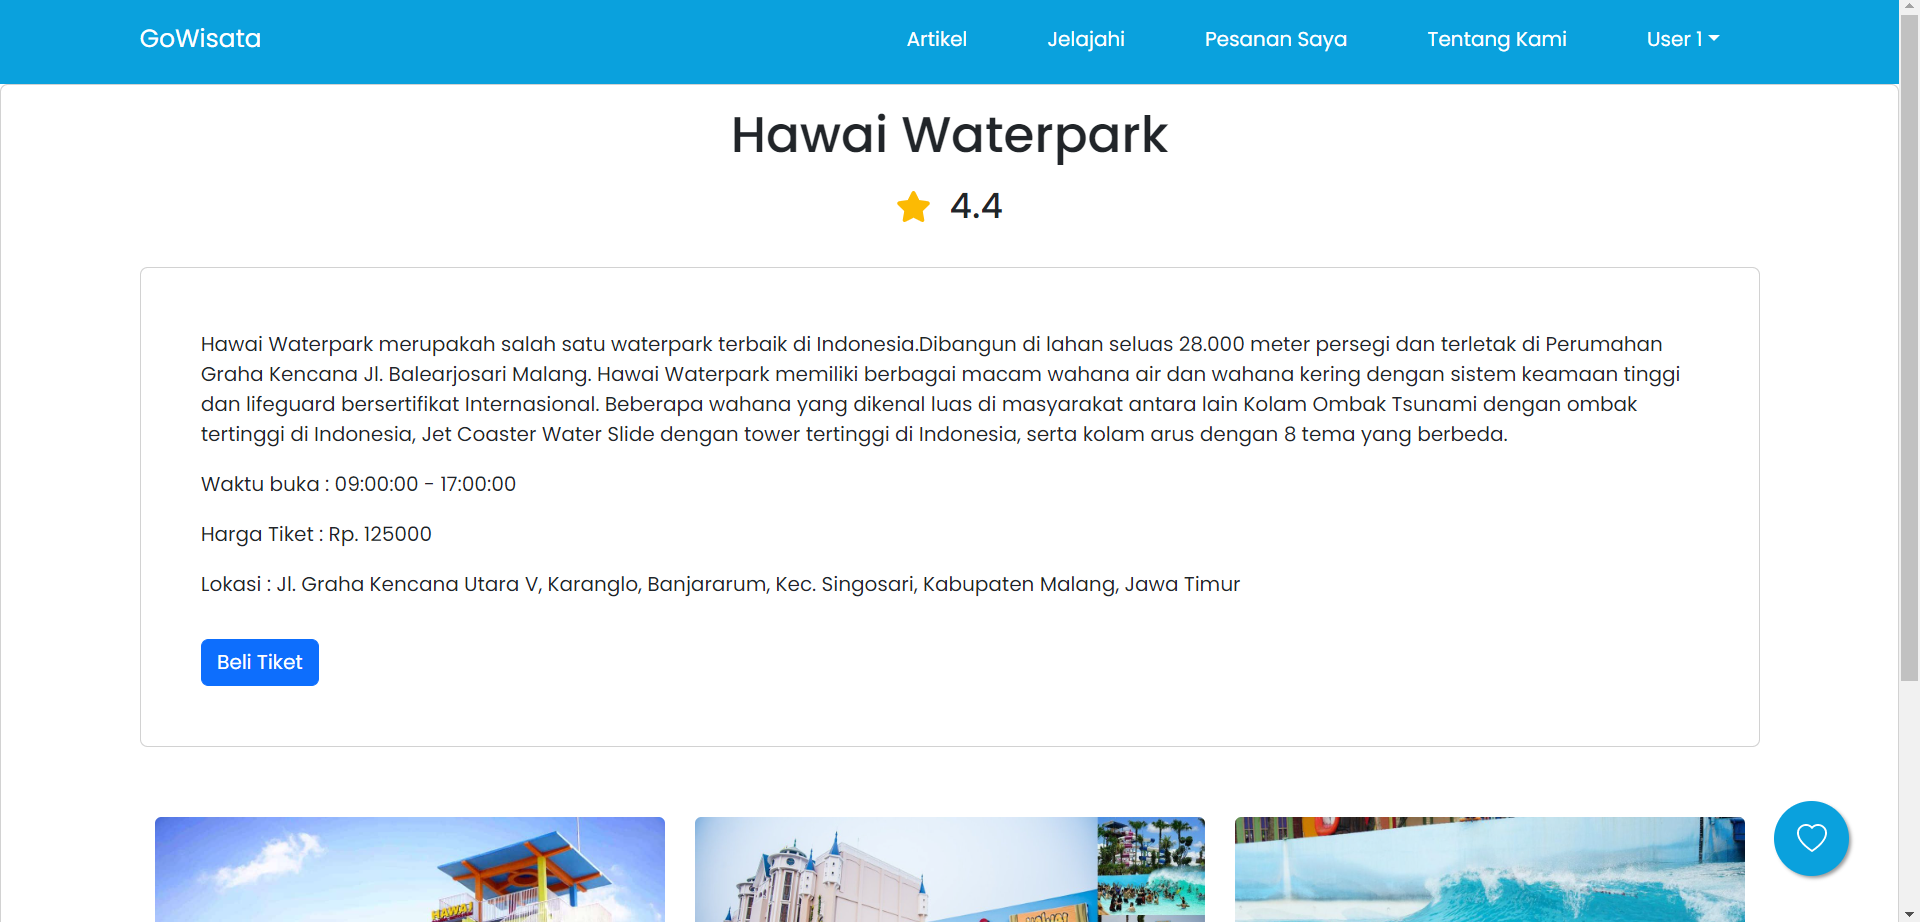 GoWisata
Artikel
Jelajahi
Pesanan Saya
Tentang Kami
User 1
Hawai Waterpark
4.4
Hawai Waterpark merupakah salah satu waterpark terbaik di Indonesia.Dibangun di lahan seluas 28.000 meter persegi dan terletak di Perumahan
Graha Kencana Jl. Balearjosari Malang. Hawai Waterpark memiliki berbagai macam wahana air dan wahana kering dengan sistem keamaan tinggi
dan lifeguard bersertifikat Internasional. Beberapa wahana yang dikenal luas di masyarakat antara lain Kolam Ombak Tsunami dengan ombak
tertinggi di Indonesia, Jet Coaster Water Slide dengan tower tertinggi di Indonesia, serta kolam arus dengan 8 tema yang berbeda.
Waktu buka : 09:00:00 - 17:00:00
Harga Tiket : Rp. 125000
Lokasi : Jl. Graha Kencana Utara V, Karanglo, Banjararum, Kec. Singosari, Kabupaten Malang, Jawa Timur
Beli Tiket
HAWAI